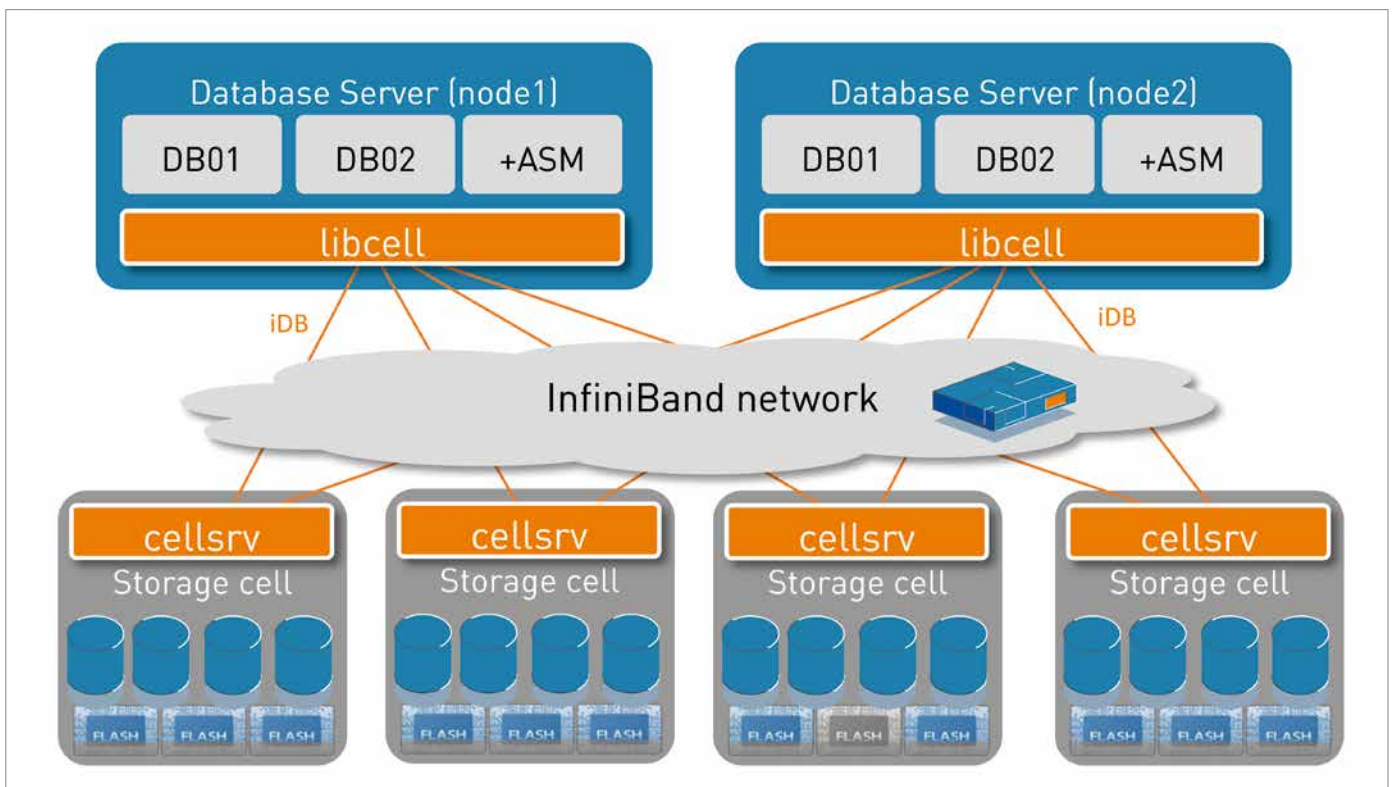 Database Server (node1)
DB01 DB02 +ASM
libcell
Database Server (node2)
DB01 DB02 +ASM
libcell
iDB
iDB
InfiniBand network
cellsrv
Storage cell
FLASH FLASH FLASH
cellsrv
Storage cell
FLASH FLASH FLASH
cellsrv
Storage cell
FLASH FLASH FLASH
cellsrv
Storage cell
FLASH FLASH FLASH